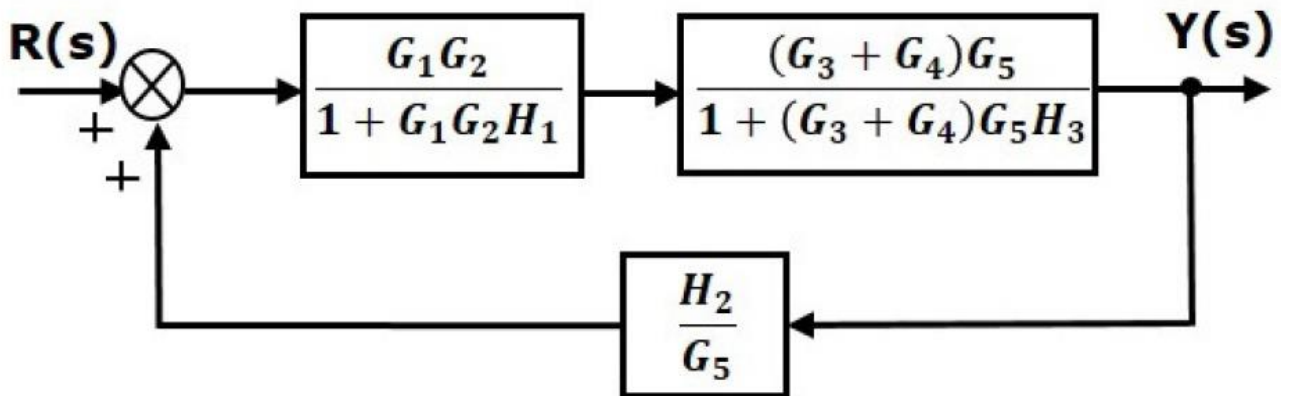 R(s)
+
+
G₁G₂
1 + G₁G₂H₁
(G₃ + G₄)G₅
1 + (G₃ + G₄)G₅H₃
Y(s)
H₂
G₅